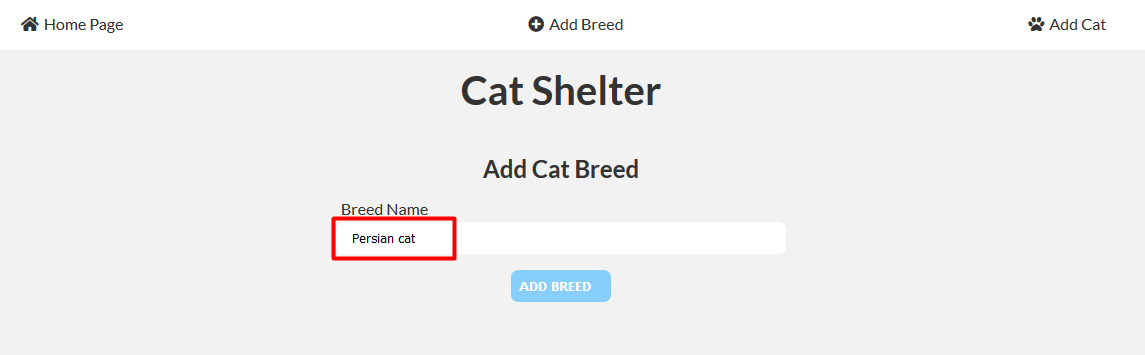 Home Page
Add Breed
Add Cat
Cat Shelter
Add Cat Breed
Breed Name
Persian cat
ADD BREED